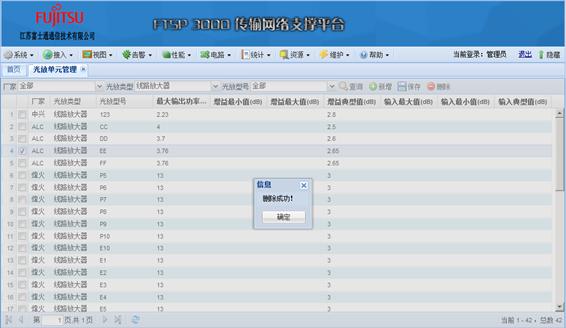 FUJITSU
江苏富士通通信技术有限公司
FTSP 3000 传输网络支撑平台
系统 接入 视图 告警 性能 电路 统计 资源 维护 帮助 当前登录：管理员 退出 隐藏
首页 光放单元管理
厂家 全部 光放类型 线路放大器 光放型号 全部 查询 新增 保存 删除
厂家 光放类型 光放型号 最大输出功率... 增益最小值(dB) 增益最大值(dB) 增益典型值(dB) 输入最大值(dB) 输入最小值(dB) 输入典型值(dB)
1 中兴 线路放大器 123 2.23 2.8
2 ALC 线路放大器 CC 4 2.5
3 ALC 线路放大器 DD 3.7 2.6
4 ALC 线路放大器 EE 3.76 2.65
5 ALC 线路放大器 FF 3.76 2.65
6 烽火 线路放大器 P5 13 3
7 烽火 线路放大器 P6 13 3
8 烽火 线路放大器 P7 13 3
9 烽火 线路放大器 P8 13 3
10 烽火 线路放大器 P9 13 3
11 烽火 线路放大器 P10 13 3
12 烽火 线路放大器 E10 13 3
13 烽火 线路放大器 E1 13 3
14 烽火 线路放大器 E2 13 3
15 烽火 线路放大器 E3 13 3
16 烽火 线路放大器 E4 13 3
17 烽火 线路放大器 E5 13 3
信息
删除成功!
确定
第 1 页,共 1 页 当前 1 - 42，总数 42